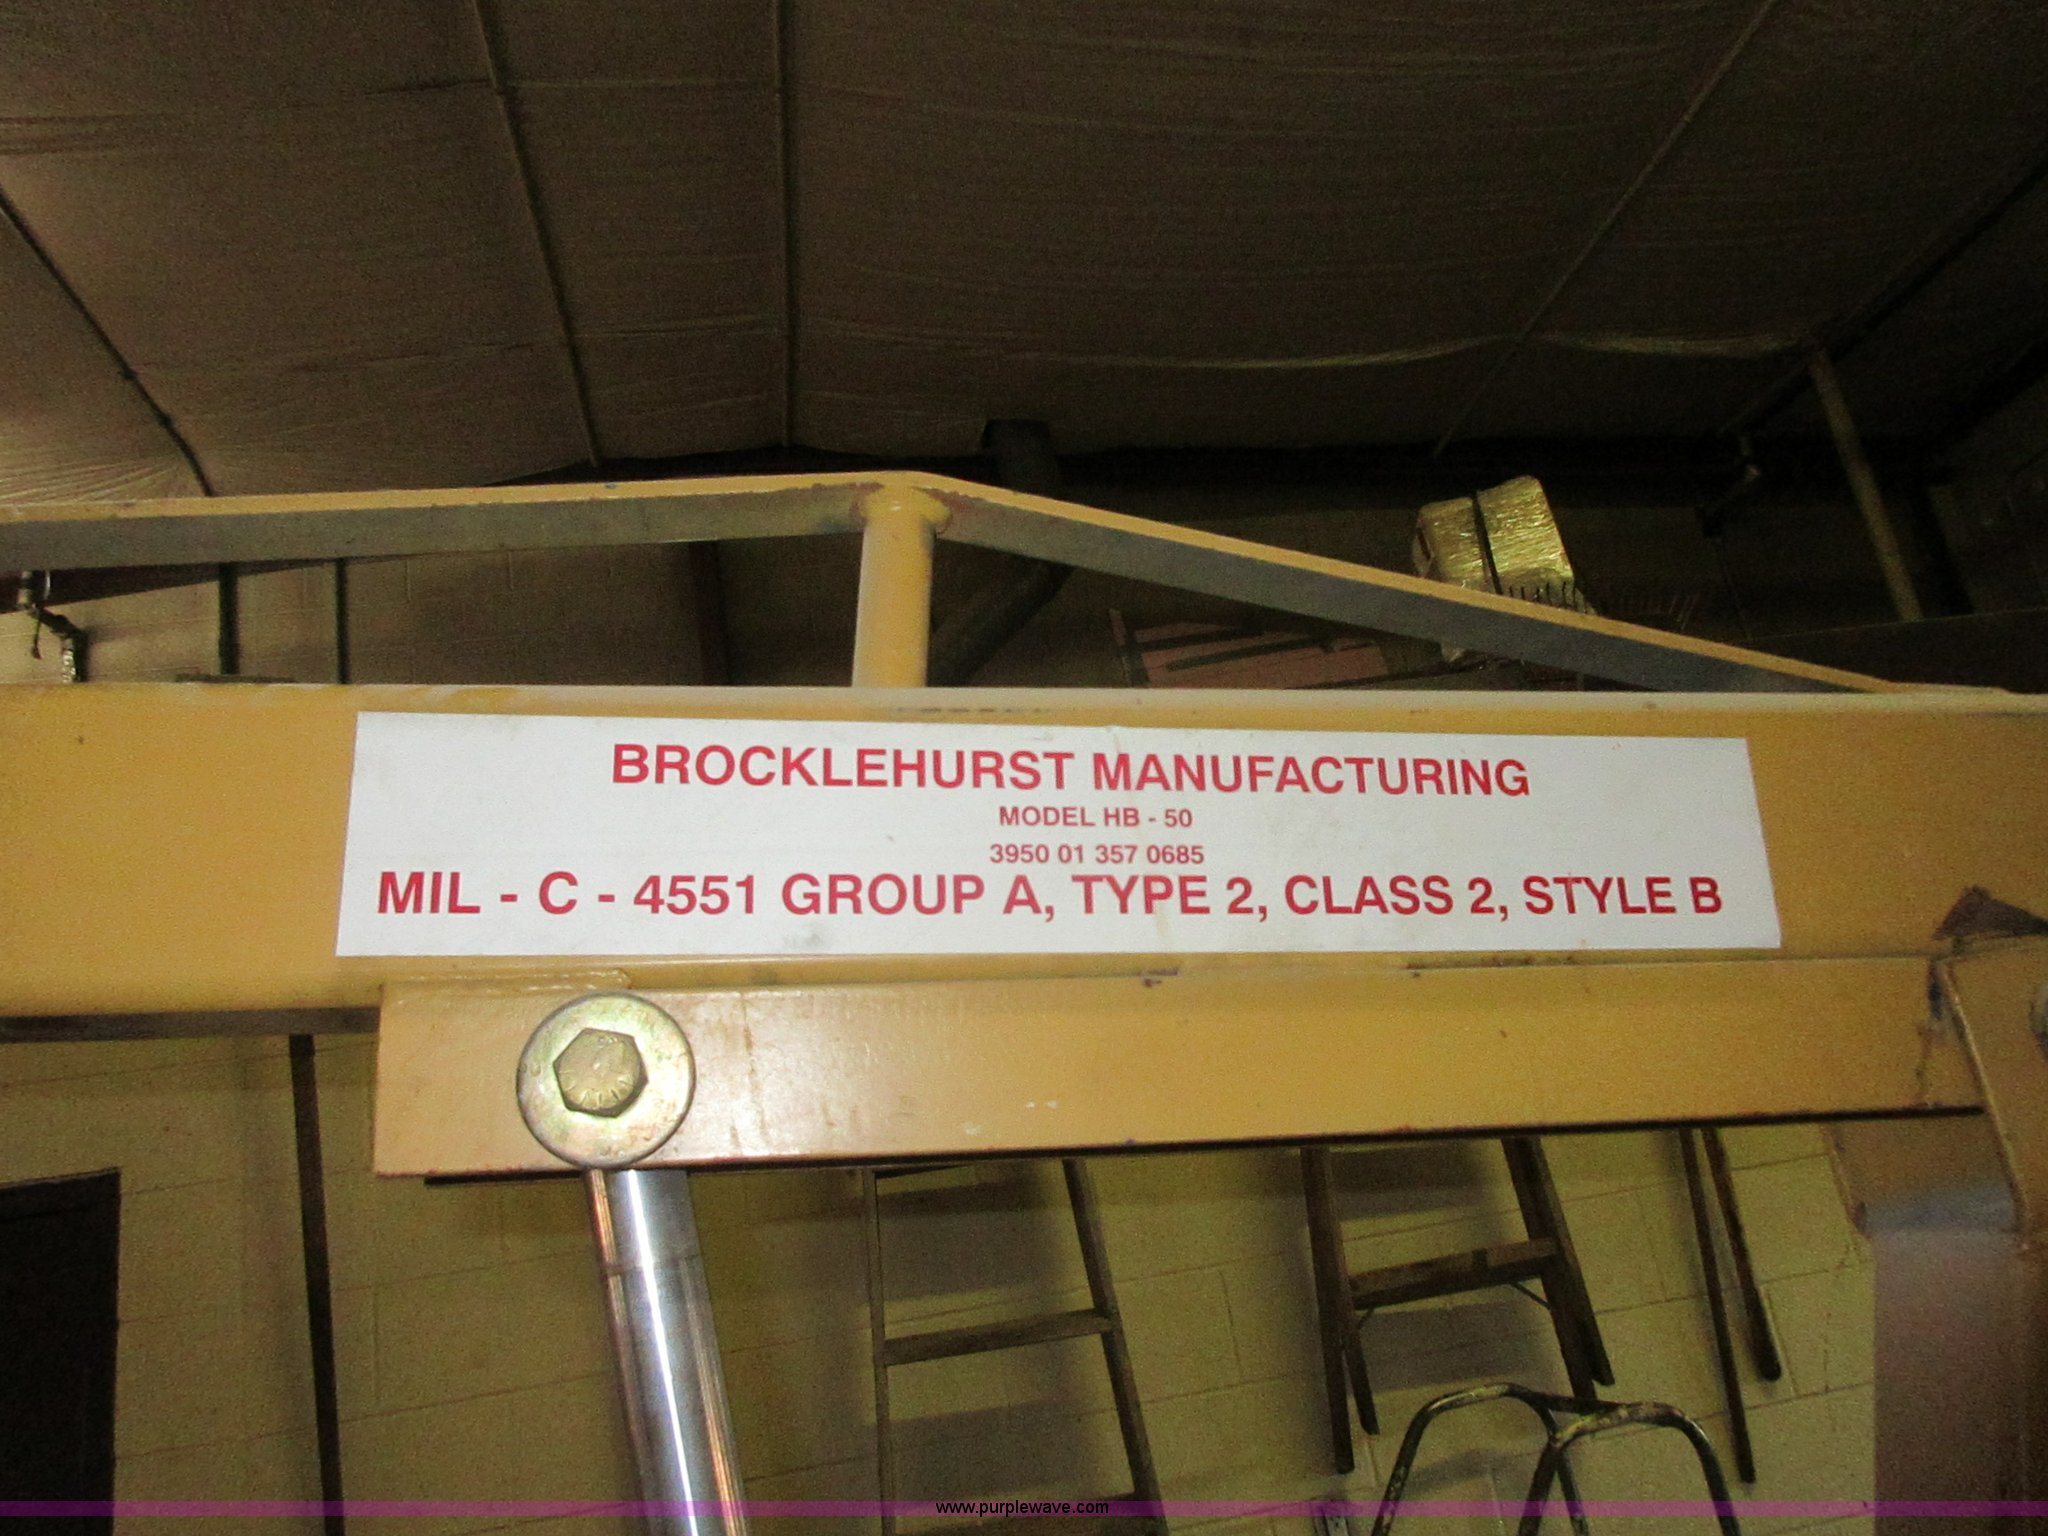 BROCKLEHURST MANUFACTURING
MODEL HB - 50
3950 01 357 0685
MIL - C - 4551 GROUP A, TYPE 2, CLASS 2, STYLE B
www.purplewave.com